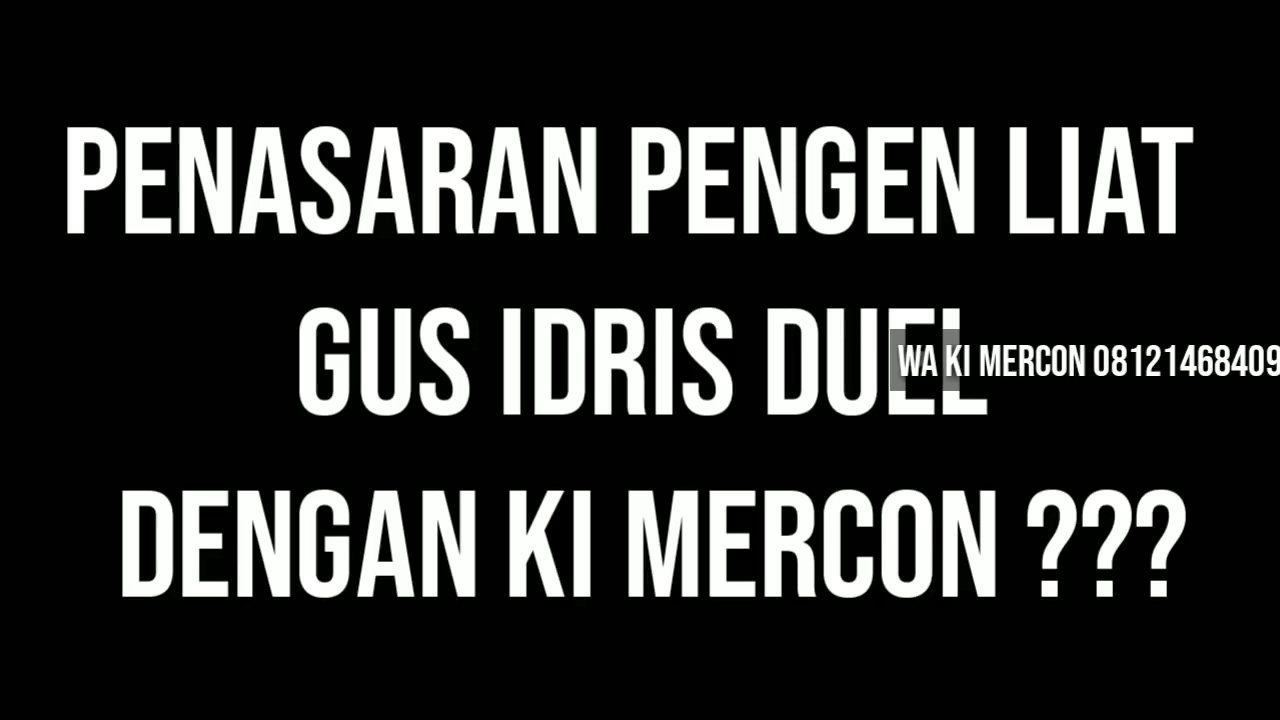 PENASARAN PENGEN LIAT
GUS IDRIS DUEL
WA KI MERCON 08121468409
DENGAN KI MERCON ???